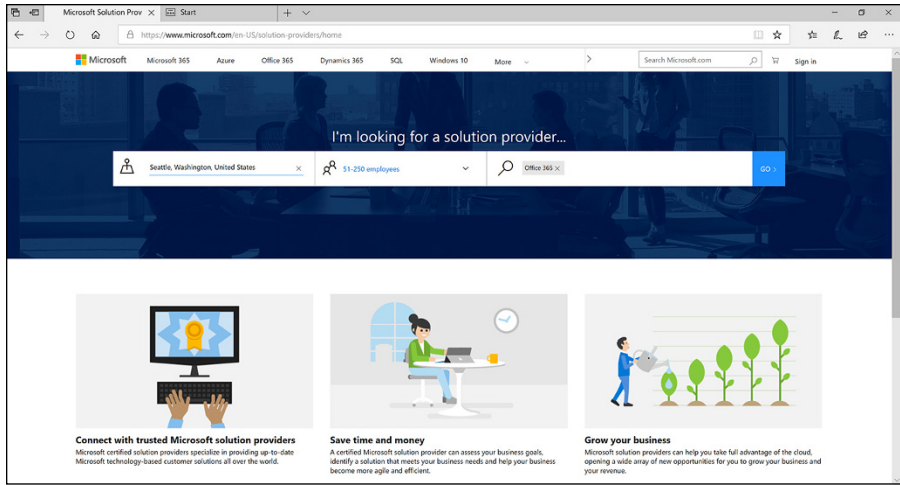 Microsoft Solution Prov
Start
https://www.microsoft.com/en-US/solution-providers/home
Microsoft
Microsoft 365
Azure
Office 365
Dynamics 365
SQL
Windows 10
More
Search Microsoft.com
Sign in
I'm looking for a solution provider...
Seattle, Washington, United States
51-250 employees
Office 365
GO
Connect with trusted Microsoft solution providers
Microsoft certified solution providers specialize in providing up-to-date
Microsoft technology-based customer solutions all over the world.
Save time and money
A certified Microsoft solution provider can assess your business goals,
identify a solution that meets your business needs and help your business
become more agile and efficient.
Grow your business
Microsoft solution providers can help you take full advantage of the cloud,
opening a wide array of new opportunities for you to grow your business and
your revenue.